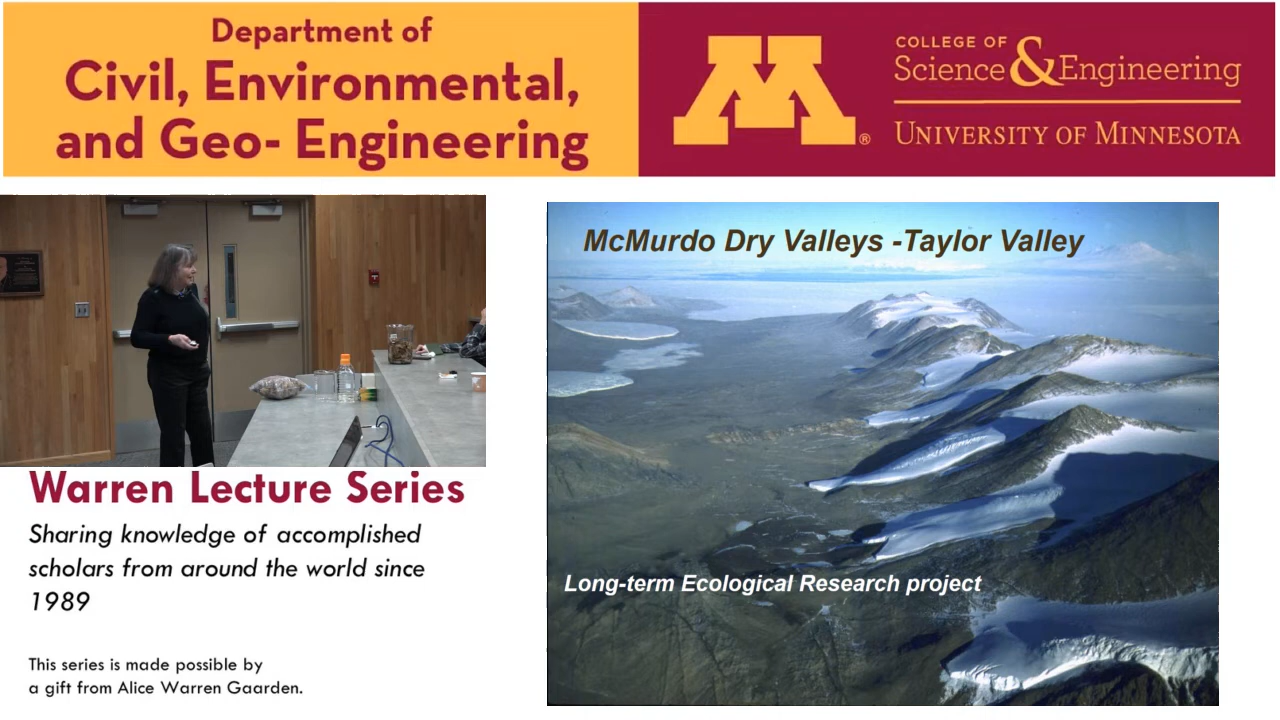 Department of
Civil, Environmental,
and Geo- Engineering
M®
COLLEGE OF
Science & Engineering
UNIVERSITY OF MINNESOTA
McMurdo Dry Valleys -Taylor Valley
Long-term Ecological Research project
Warren Lecture Series
Sharing knowledge of accomplished
scholars from around the world since
1989
This series is made possible by
a gift from Alice Warren Gaarden.